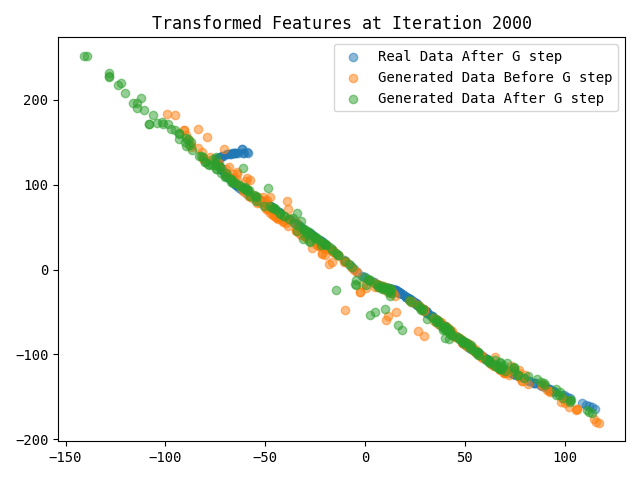 Transformed Features at Iteration 2000
Real Data After G step
Generated Data Before G step
Generated Data After G step
200
100
0
−100
−200
−150
−100
−50
0
50
100